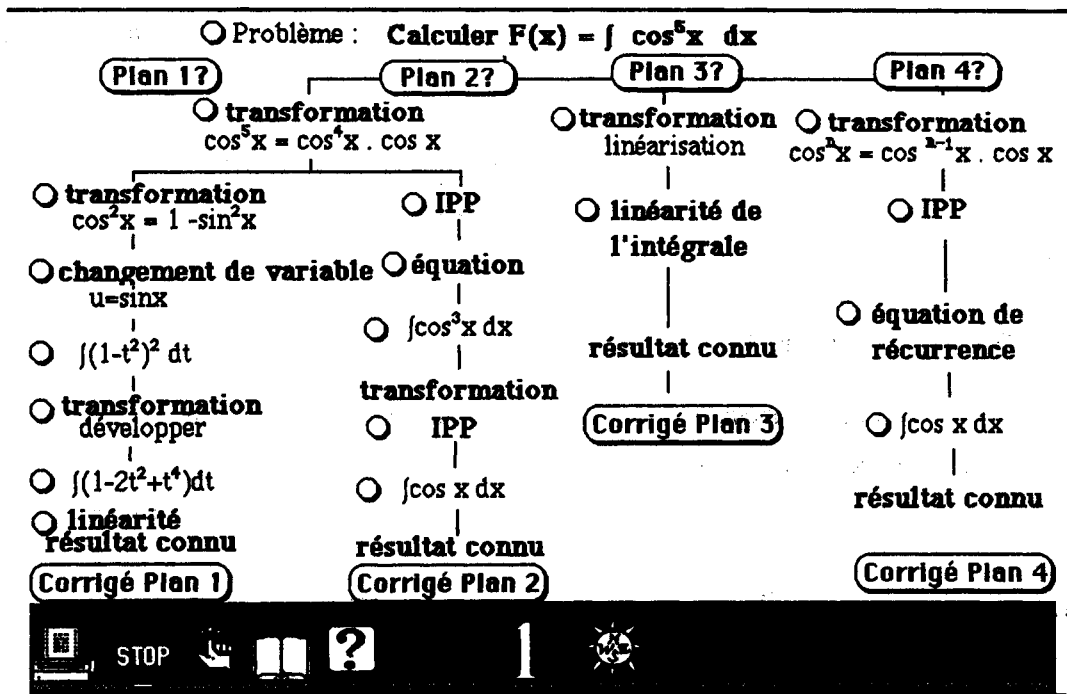 Problème : Calculer F(x) = ∫ cos⁵x dx
Plan 1?
Plan 2?
Plan 3?
Plan 4?
transformation
cos⁵x = cos⁴x . cos x
transformation
cos²x = 1 -sin²x
changement de variable
u=sinx
∫(1-t²)² dt
transformation
développer
∫(1-2t²+t⁴)dt
linéarité
résultat connu
Corrigé Plan 1
IPP
équation
∫cos³x dx
transformation
IPP
∫cos x dx
résultat connu
Corrigé Plan 2
transformation
linéarisation
linéarité de
l'intégrale
résultat connu
Corrigé Plan 3
transformation
cosⁿx = cos ⁿ⁻¹x . cos x
IPP
équation de
récurrence
∫cos x dx
résultat connu
Corrigé Plan 4
STOP
?
1